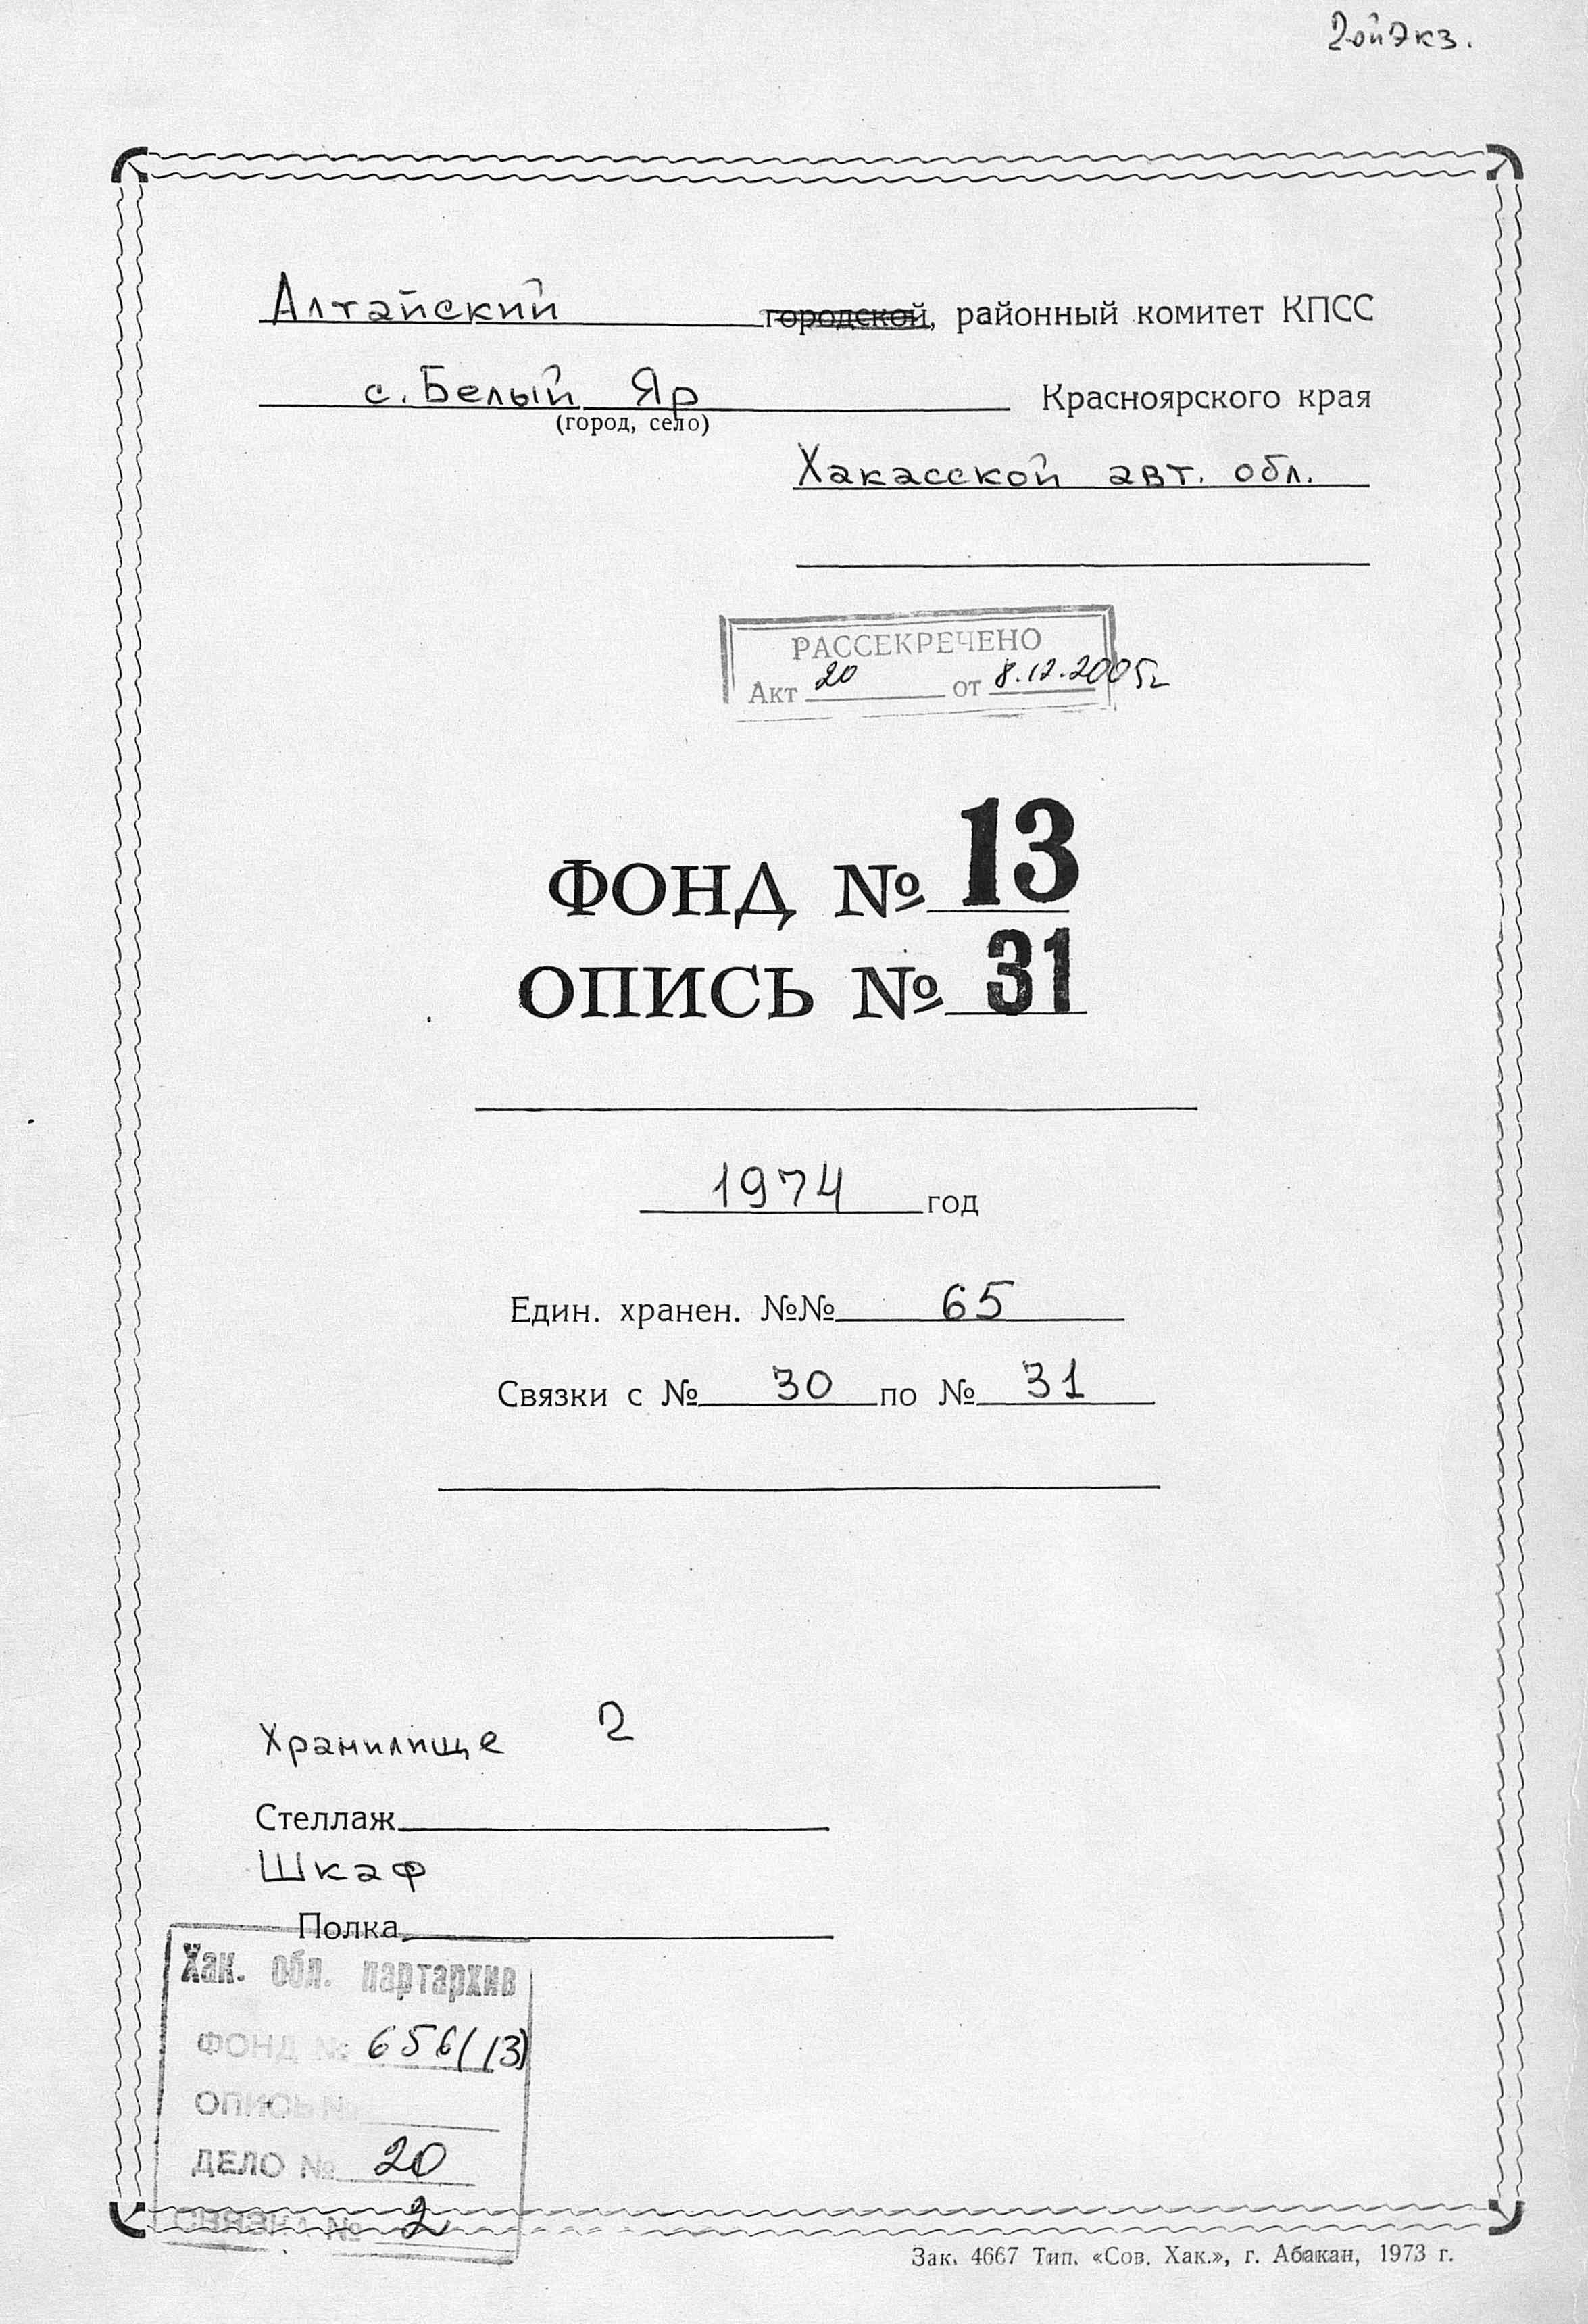 2ой экз.
Алтайский городской, районный комитет КПСС
с. Белый Яр Красноярского края
(город, село)
Хакасской авт. обл.
РАССЕКРЕЧЕНО
Акт 20 от 8.12.2005г
ФОНД № 13
ОПИСЬ № 31
1974 год
Един. хранен. №№ 65
Связки с № 30 по № 31
Хранилище 2
Стеллаж
Шкаф
Полка
Хак. обл. партархив
ФОНД № 656(13)
ОПИСЬ №
ДЕЛО № 20
СВЯЗКА № 2
Зак. 4667 Тип. «Сов. Хак.», г. Абакан, 1973 г.